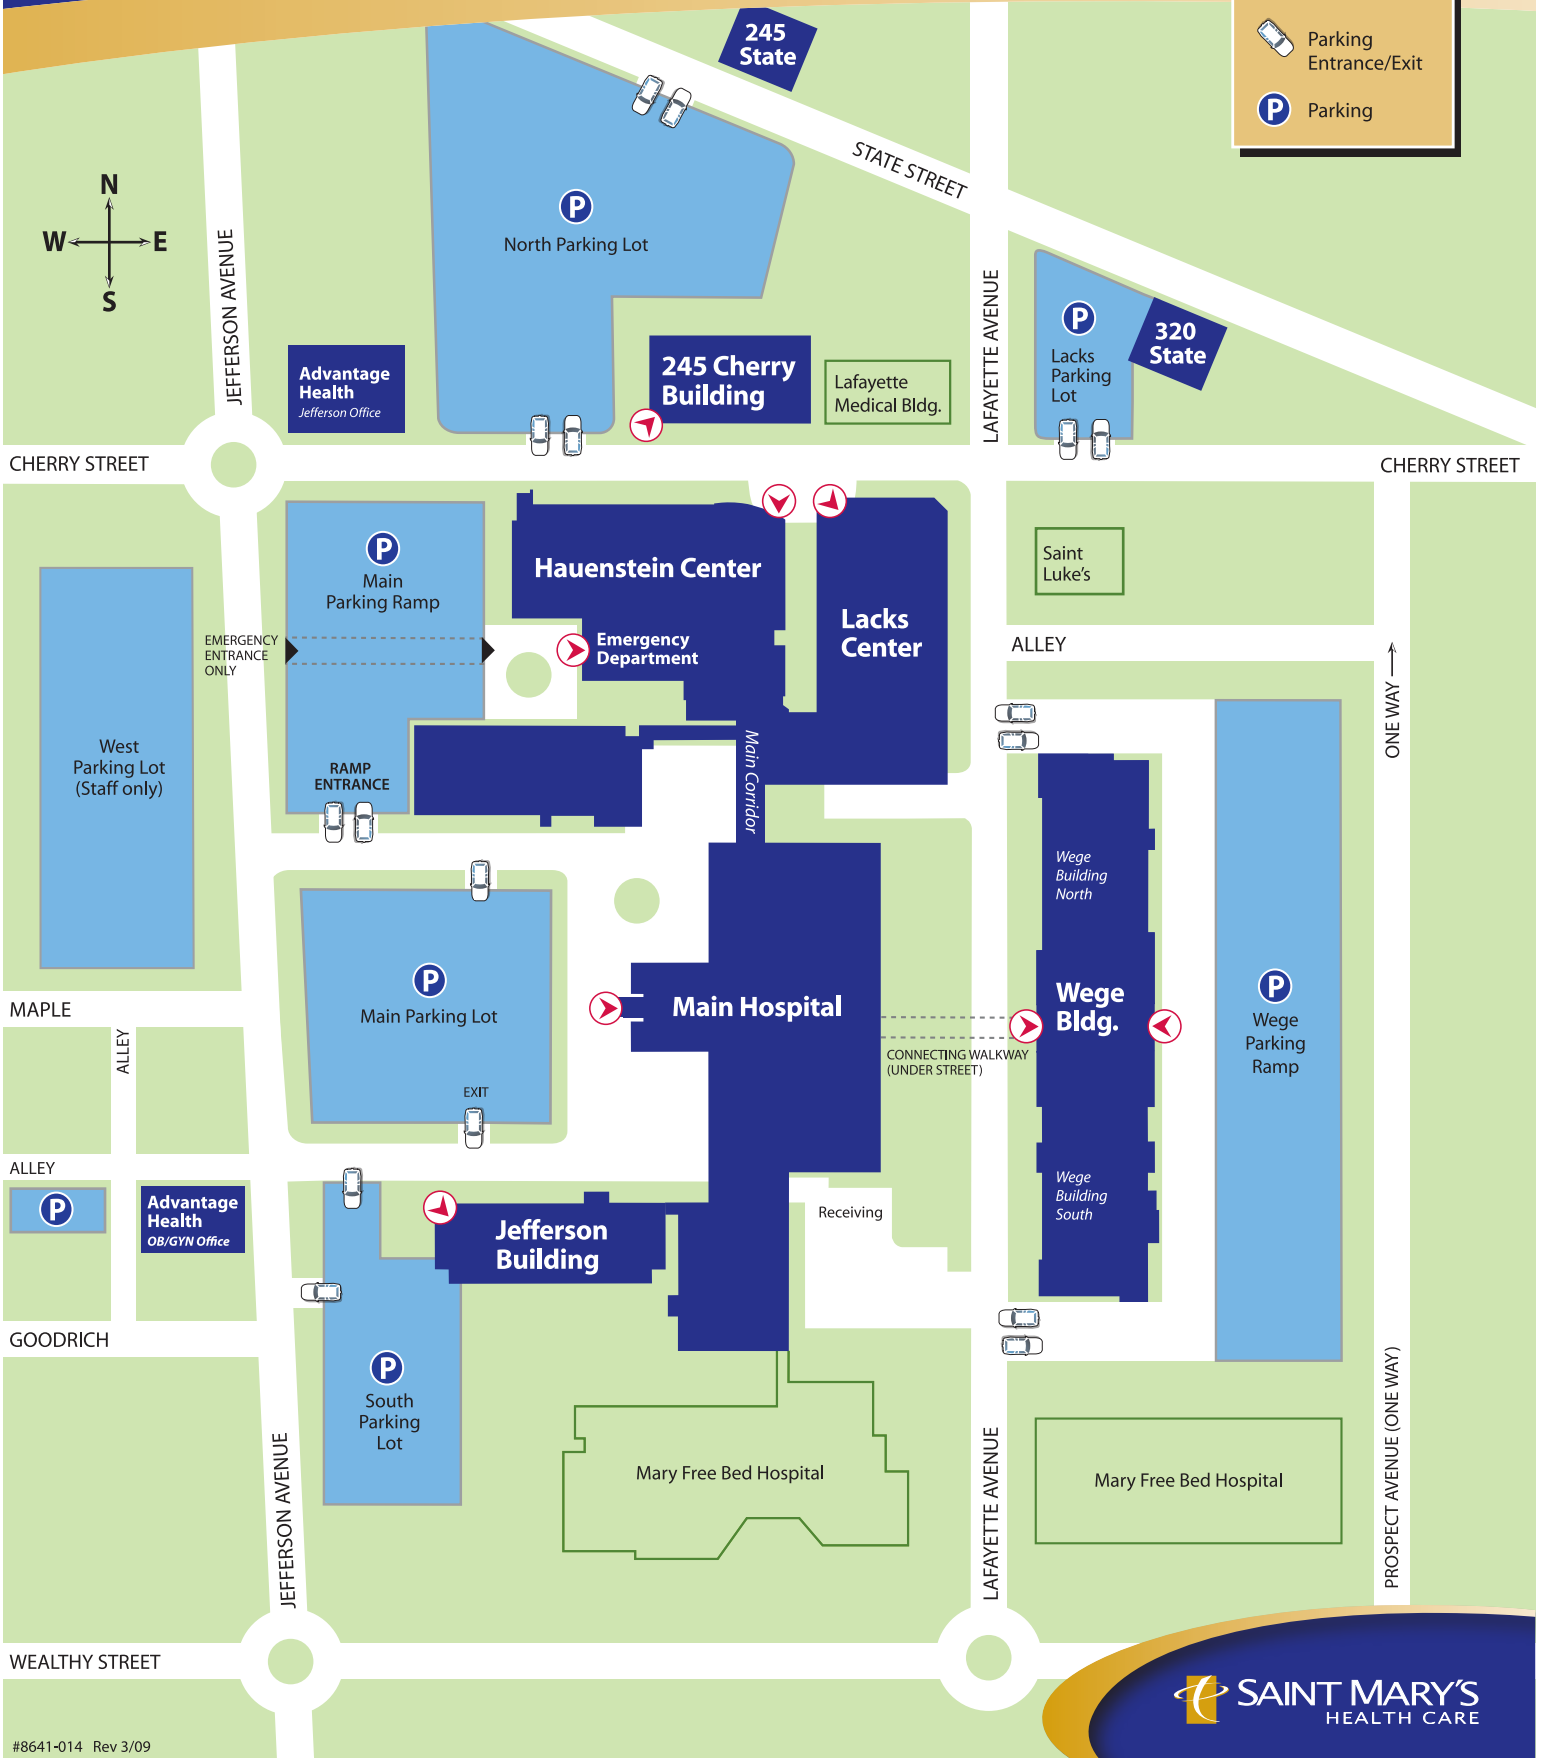 245
State
Parking
Entrance/Exit
P
Parking
STATE STREET
N
W
E
S
JEFFERSON AVENUE
P
North Parking Lot
LAFAYETTE AVENUE
P
Lacks
Parking
Lot
320
State
Advantage
Health
Jefferson Office
245 Cherry
Building
Lafayette
Medical Bldg.
CHERRY STREET
CHERRY STREET
P
Main
Parking Ramp
Hauenstein Center
Saint
Luke's
Lacks
Center
EMERGENCY
ENTRANCE
ONLY
Emergency
Department
ALLEY
ONE WAY
West
Parking Lot
(Staff only)
RAMP
ENTRANCE
Main Corridor
Wege
Building
North
P
Main Parking Lot
Main Hospital
Wege
Bldg.
P
Wege
Parking
Ramp
MAPLE
ALLEY
CONNECTING WALKWAY
(UNDER STREET)
EXIT
ALLEY
P
Advantage
Health
OB/GYN Office
Jefferson
Building
Receiving
Wege
Building
South
GOODRICH
P
South
Parking
Lot
JEFFERSON AVENUE
Mary Free Bed Hospital
LAFAYETTE AVENUE
Mary Free Bed Hospital
PROSPECT AVENUE (ONE WAY)
WEALTHY STREET
SAINT MARY'S
HEALTH CARE
#8641-014 Rev 3/09